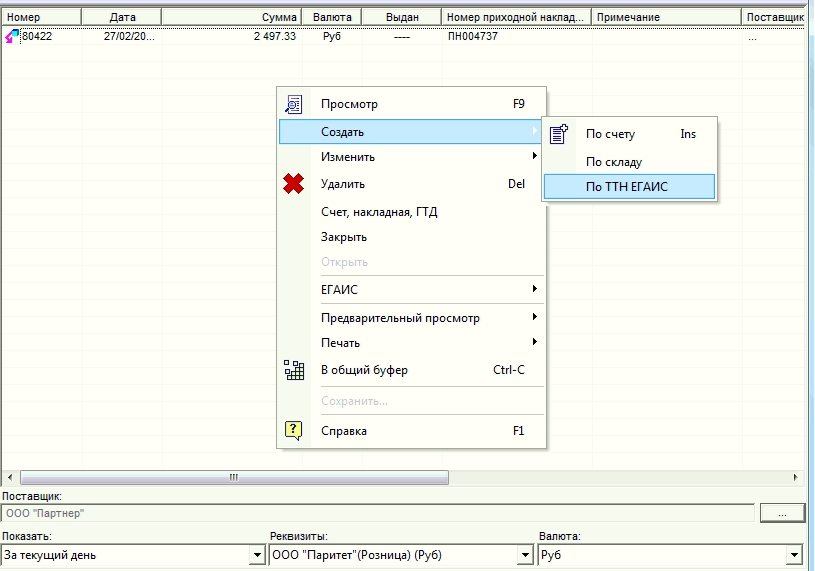 Номер Дата Сумма Валюта Выдан Номер приходной наклад... Примечание Поставщик
80422 27/02/20... 2 497.33 Руб ---- ПН004737 ...
Просмотр F9
Создать
Изменить
Удалить Del
Счет, накладная, ГТД
Закрыть
Открыть
ЕГАИС
Предварительный просмотр
Печать
В общий буфер Ctrl-C
Сохранить...
Справка F1
По счету Ins
По складу
По ТТН ЕГАИС
Поставщик:
ООО "Партнер" ...
Показать: Реквизиты: Валюта:
За текущий день ООО "Паритет"(Розница) (Руб) Руб